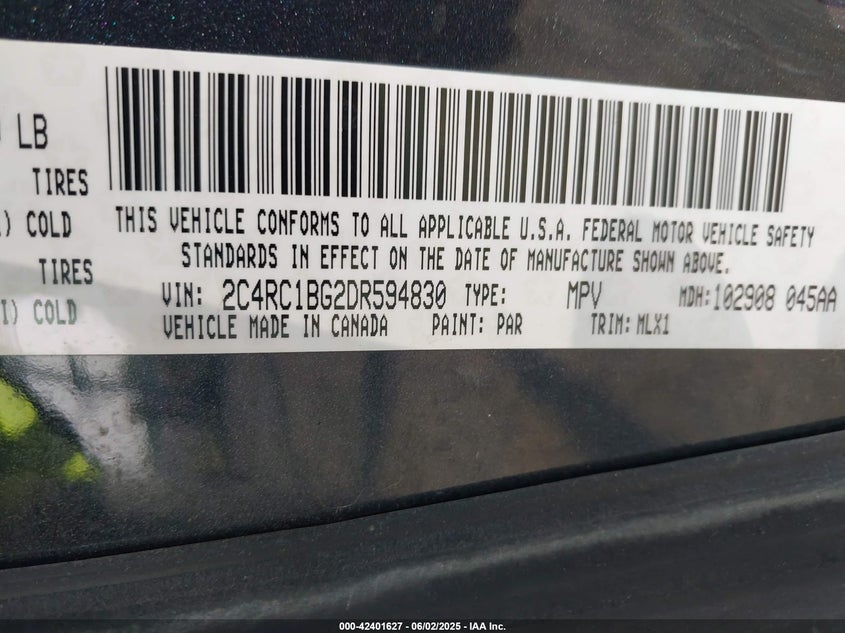 LB
TIRES
COLD
TIRES
COLD
THIS VEHICLE CONFORMS TO ALL APPLICABLE U.S.A. FEDERAL MOTOR VEHICLE SAFETY
STANDARDS IN EFFECT ON THE DATE OF MANUFACTURE SHOWN ABOVE.
VIN: 2C4RC1BG2DR594830 TYPE: MPV MDH: 102908 045AA
VEHICLE MADE IN CANADA PAINT: PAR TRIM: MLX1
000-42401627 - 06/02/2025 - IAA Inc.